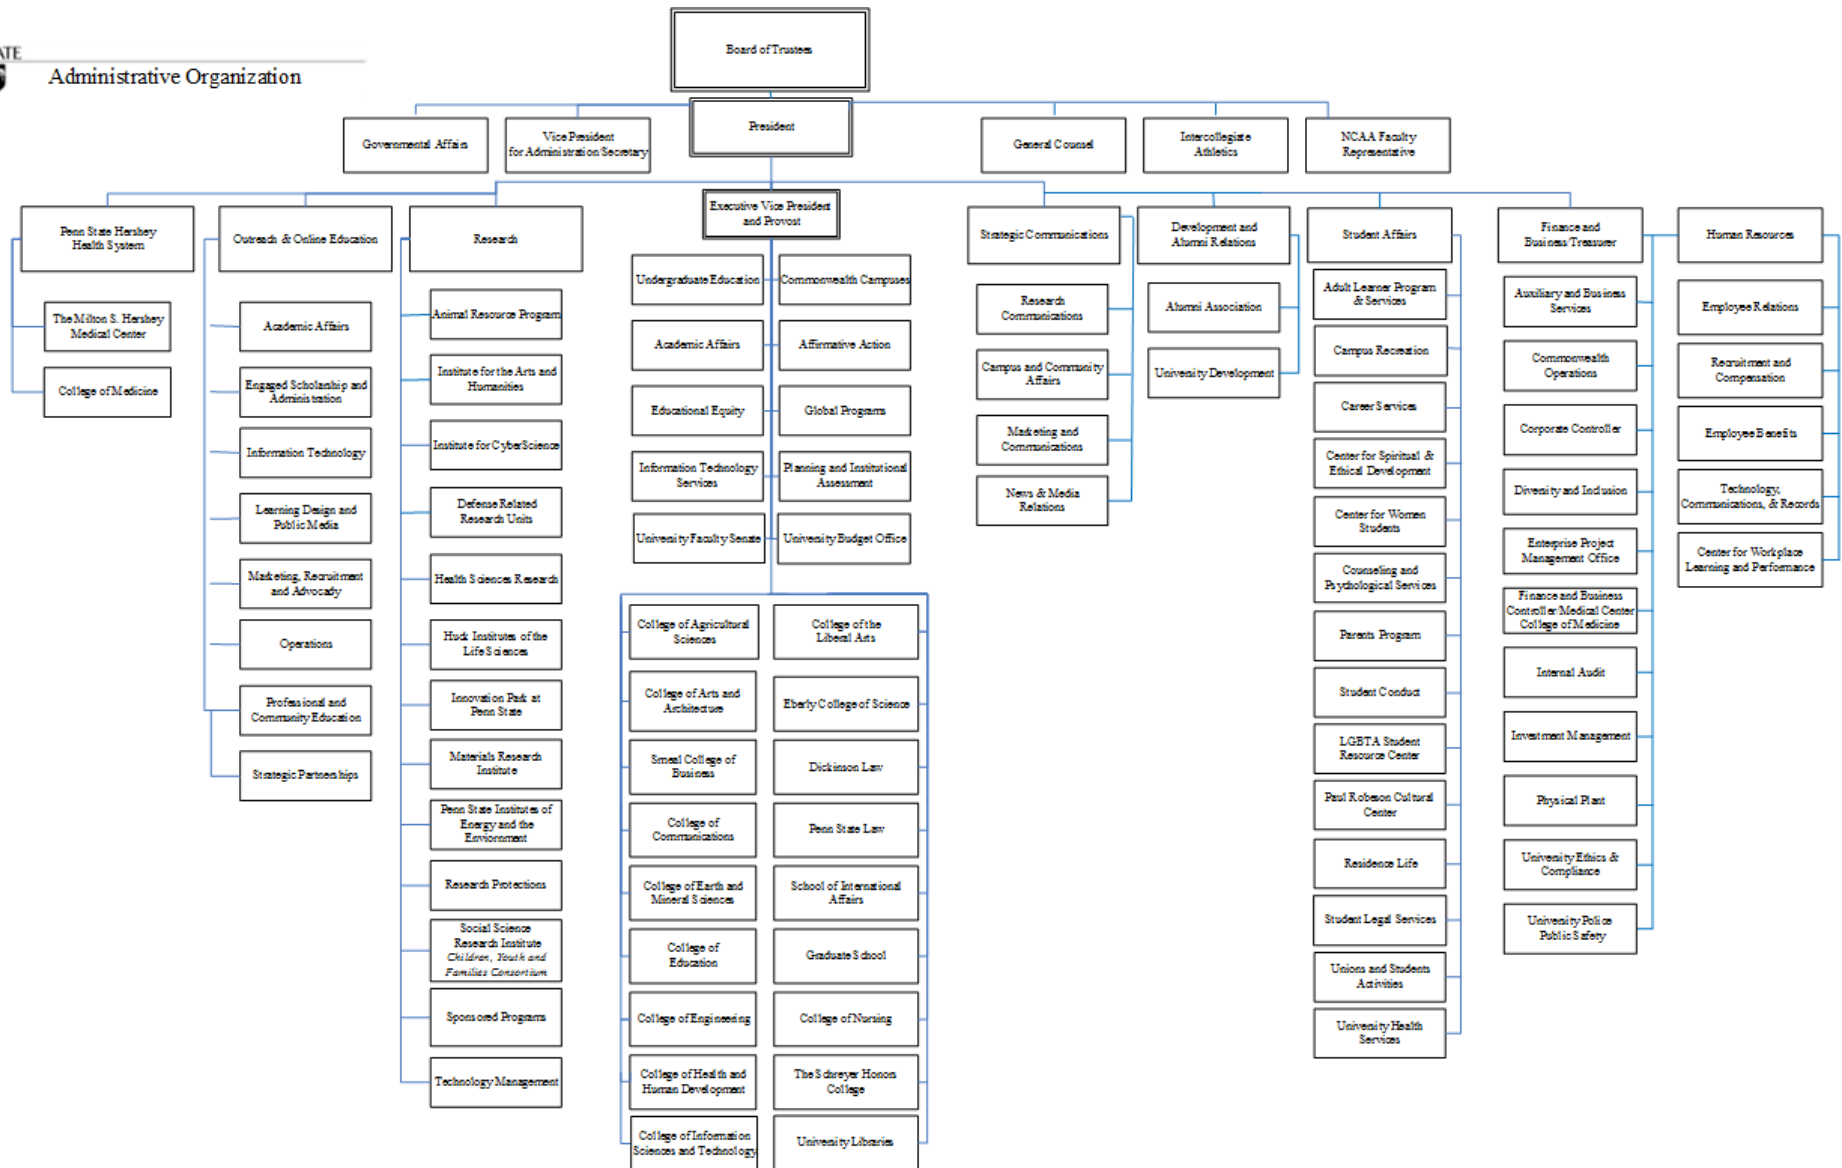 ATE
Administrative Organization
Board of Trustees
President
Governmental Affairs
Vice President
for Administration/Secretary
General Counsel
Intercollegiate
Athletics
NCAA Faculty
Representative
Executive Vice President
and Provost
Penn State Hershey
Health System
Outreach & Online Education
Research
Strategic Communications
Development and
Alumni Relations
Student Affairs
Finance and
Business/Treasurer
Human Resources
The Milton S. Hershey
Medical Center
College of Medicine
Academic Affairs
Engaged Scholarship and
Administration
Information Technology
Learning Design and
Public Media
Marketing, Recruitment
and Advocacy
Operations
Professional and
Community Education
Strategic Partnerships
Animal Resource Program
Institute for the Arts and
Humanities
Institute for CyberScience
Defense Related
Research Units
Health Sciences Research
Huck Institutes of the
Life Sciences
Innovation Park at
Penn State
Materials Research
Institute
Penn State Institutes of
Energy and the
Enviornment
Research Protections
Social Science
Research Institute
Children, Youth and
Families Consortium
Sponsored Programs
Technology Management
Undergraduate Education
Commonwealth Campuses
Academic Affairs
Affirmative Action
Educational Equity
Global Programs
Information Technology
Services
Planning and Institutional
Assessment
University Faculty Senate
University Budget Office
College of Agricultural
Sciences
College of the
Liberal Arts
College of Arts and
Architecture
Eberly College of Science
Smeal College of
Business
Dickinson Law
College of
Communications
Penn State Law
College of Earth and
Mineral Sciences
School of International
Affairs
College of
Education
Graduate School
College of Engineering
College of Nursing
College of Health and
Human Development
The Schreyer Honors
College
College of Information
Sciences and Technology
University Libraries
Research
Communications
Campus and Community
Affairs
Marketing and
Communications
News & Media
Relations
Alumni Association
University Development
Adult Learner Program
& Services
Campus Recreation
Career Services
Center for Spiritual &
Ethical Development
Center for Women
Students
Counseling and
Psychological Services
Parents Program
Student Conduct
LGBTA Student
Resource Center
Paul Robeson Cultural
Center
Residence Life
Student Legal Services
Unions and Students
Activities
University Health
Services
Auxiliary and Business
Services
Commonwealth
Operations
Corporate Controller
Diversity and Inclusion
Enterprise Project
Management Office
Finance and Business
Controller/Medical Center
College of Medicine
Internal Audit
Investment Management
Physical Plant
University Ethics &
Compliance
University Police
Public Safety
Employee Relations
Recruitment and
Compensation
Employee Benefits
Technology,
Communications, & Records
Center for Workplace
Learning and Performance